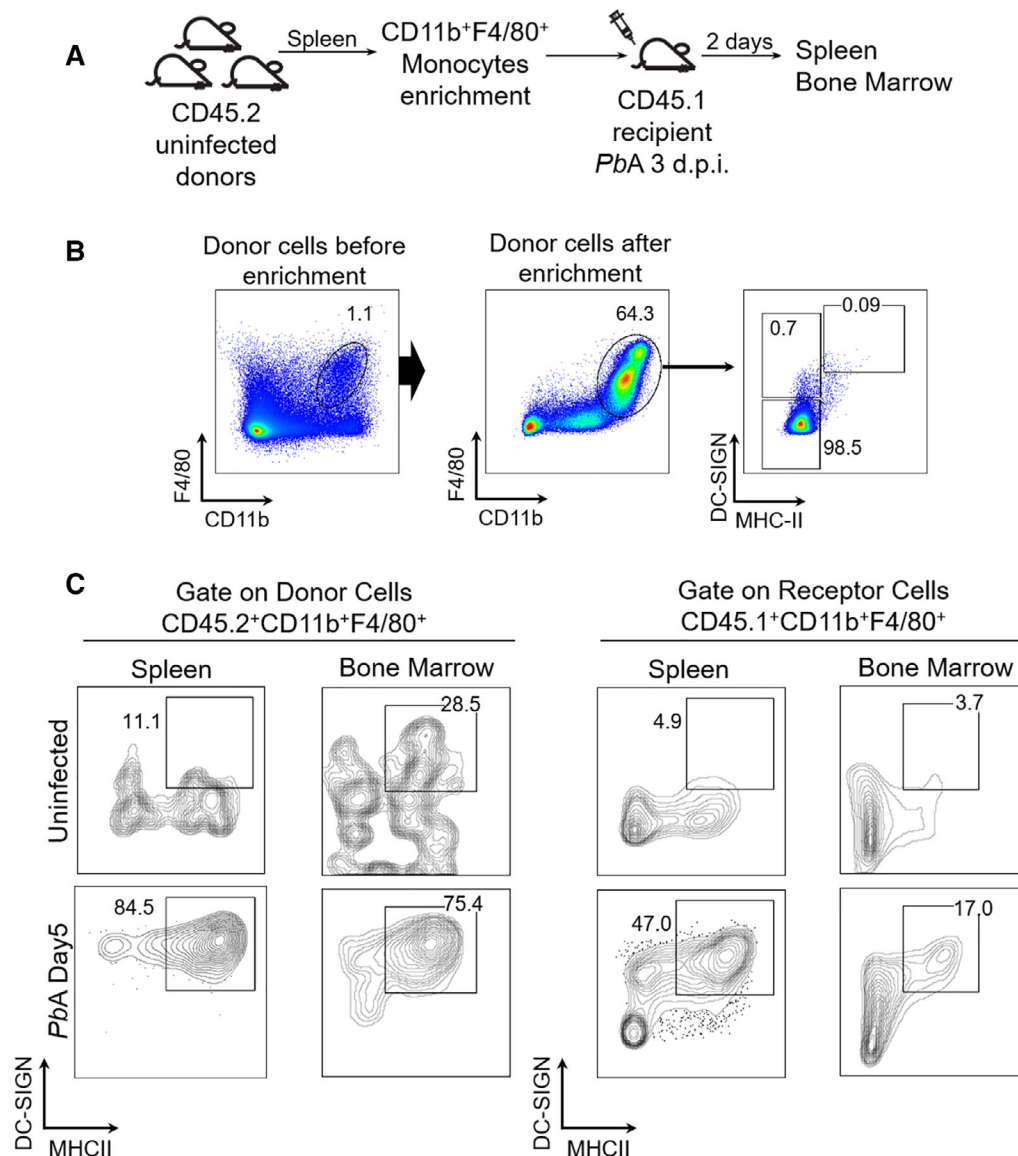 A
CD45.2
uninfected
donors
Spleen
CD11b⁺F4/80⁺
Monocytes
enrichment
CD45.1
recipient
PbA 3 d.p.i.
2 days
Spleen
Bone Marrow
B
Donor cells before
enrichment
1.1
F4/80
CD11b
Donor cells after
enrichment
64.3
F4/80
CD11b
0.09
0.7
98.5
DC-SIGN
MHC-II
C
Gate on Donor Cells
CD45.2⁺CD11b⁺F4/80⁺
Spleen
Bone Marrow
Gate on Receptor Cells
CD45.1⁺CD11b⁺F4/80⁺
Spleen
Bone Marrow
Uninfected
11.1
28.5
4.9
3.7
PbA Day5
84.5
75.4
47.0
17.0
DC-SIGN
MHCII
DC-SIGN
MHCII